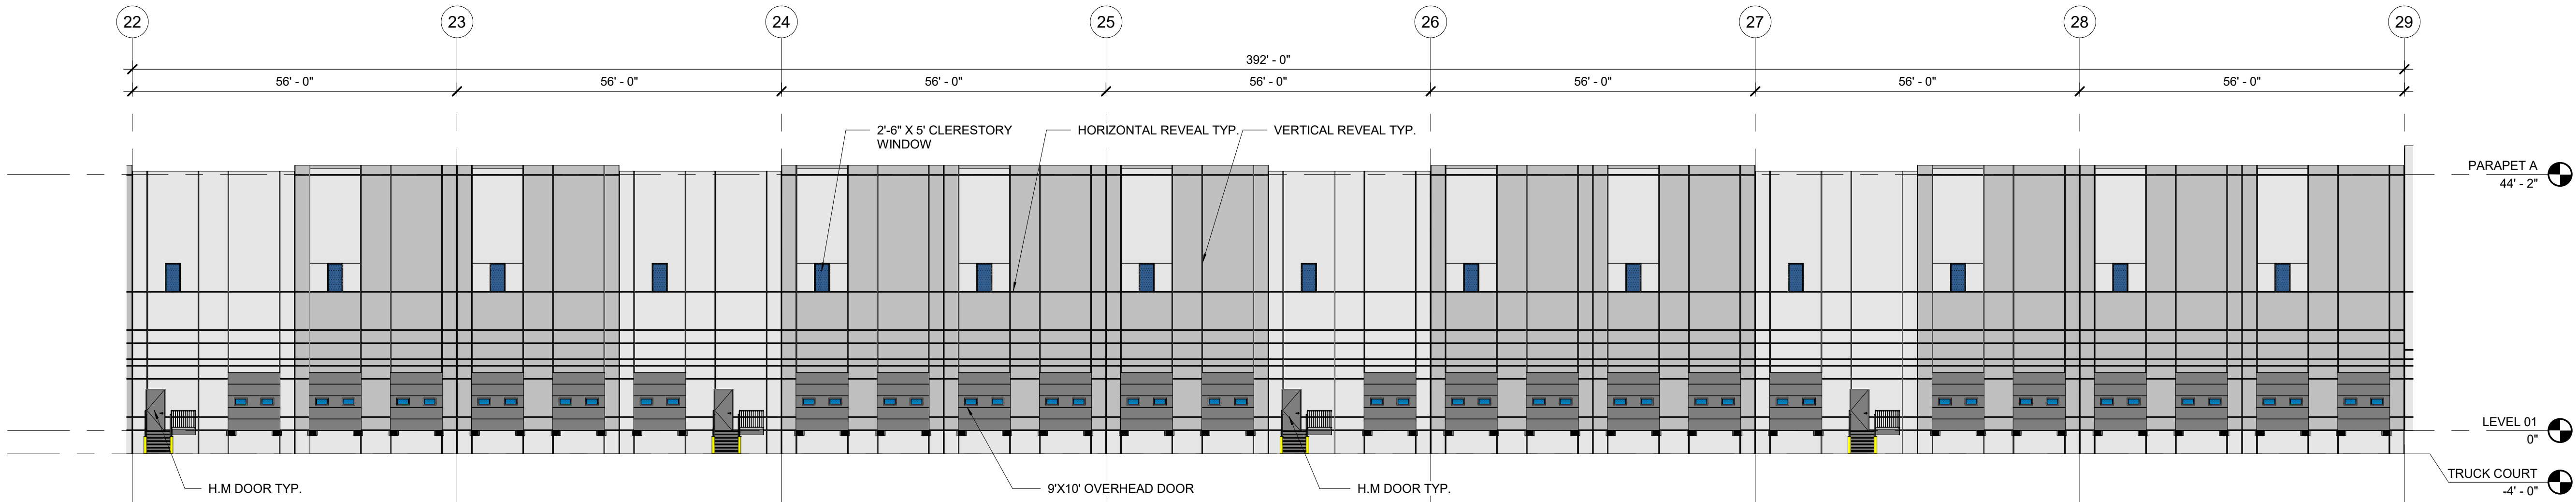 22
23
24
25
26
27
28
29
392' - 0"
56' - 0"
56' - 0"
56' - 0"
56' - 0"
56' - 0"
56' - 0"
56' - 0"
2'-6" X 5' CLERESTORY
WINDOW
HORIZONTAL REVEAL TYP.
VERTICAL REVEAL TYP.
PARAPET A
44' - 2"
LEVEL 01
0"
TRUCK COURT
-4' - 0"
H.M DOOR TYP.
9'X10' OVERHEAD DOOR
H.M DOOR TYP.